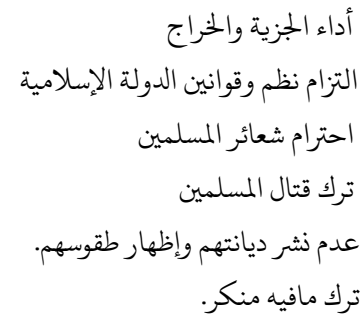 أداء الجزية والخراج
التزام نظم وقوانين الدولة الإسلامية
احترام شعائر المسلمين
ترك قتال المسلمين
عدم نشر ديانتهم وإظهار طقوسهم.
ترك مافيه منكر.